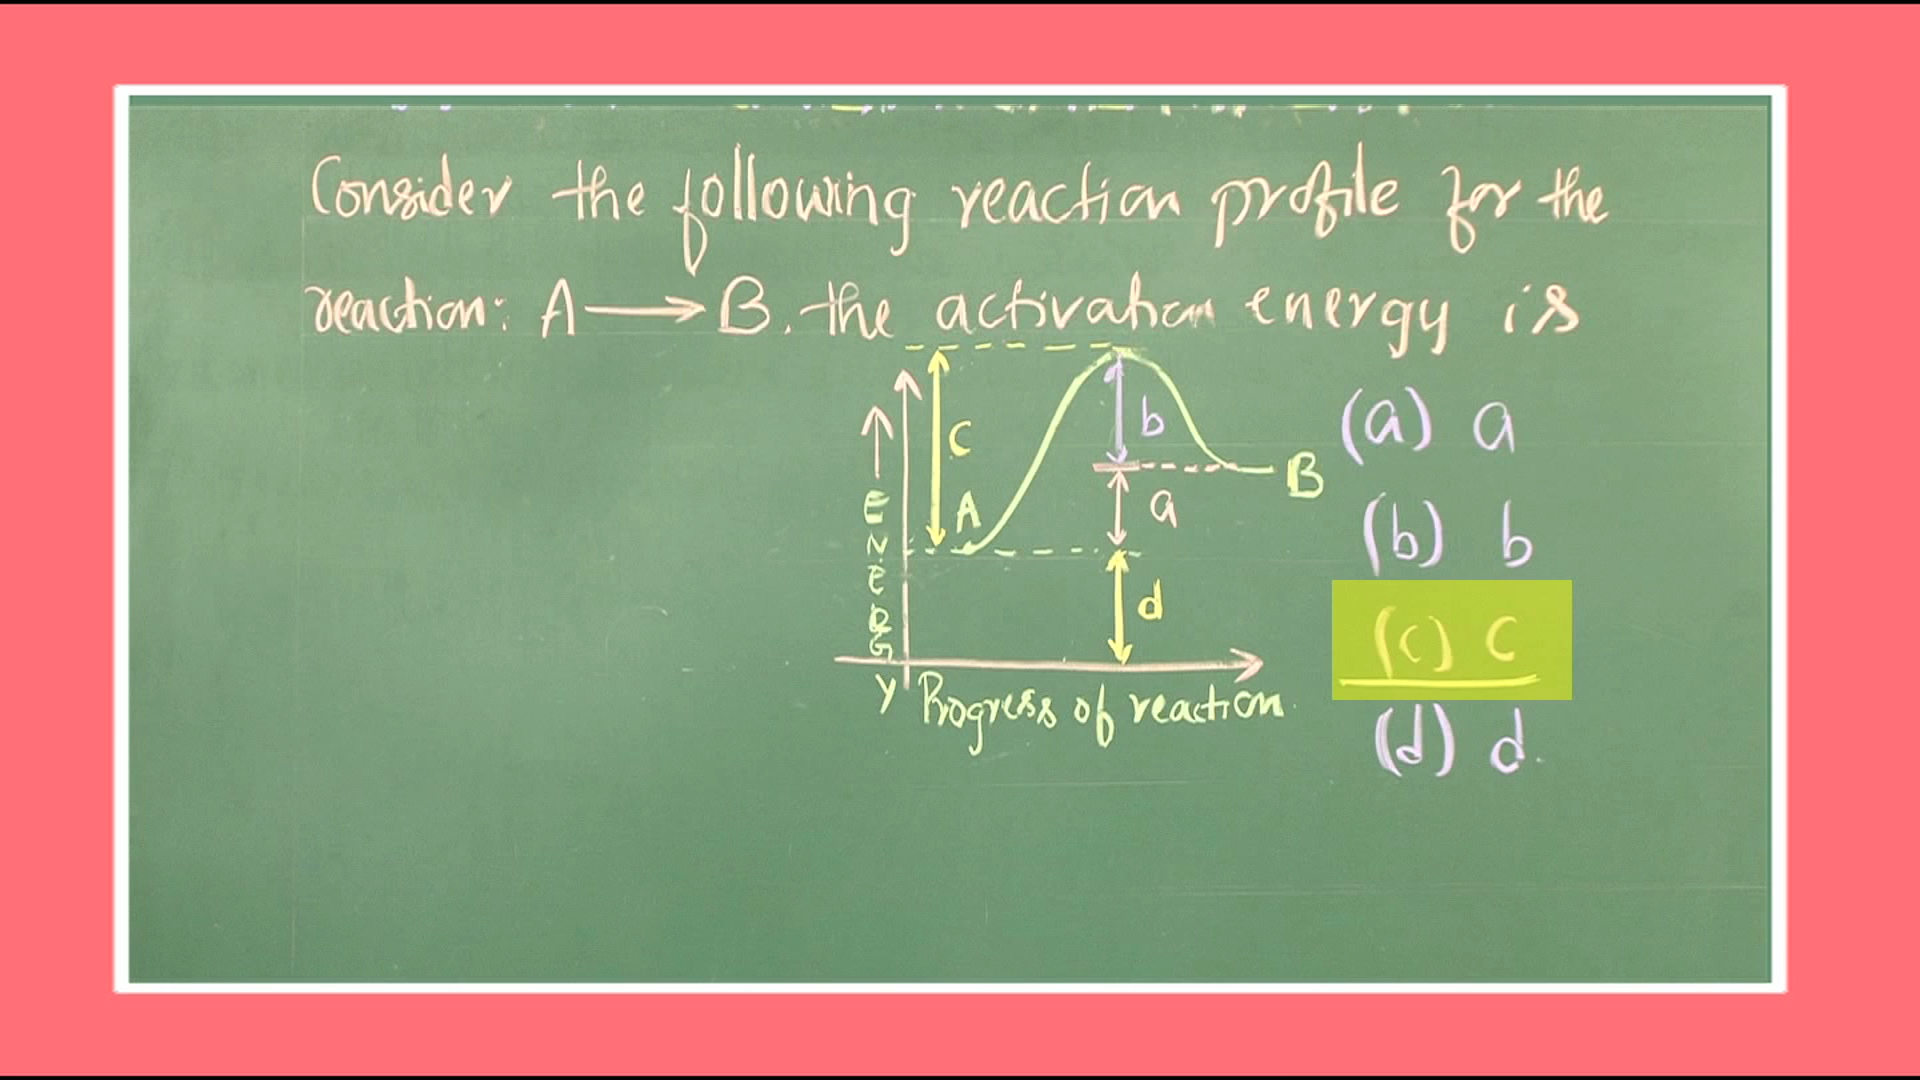 Consider the following reaction profile for the
reaction: A → B. the activation energy is
C
b
A
a
B
d
ENERGY
Progress of reaction.
(a) a
(b) b
(c) c
(d) d.